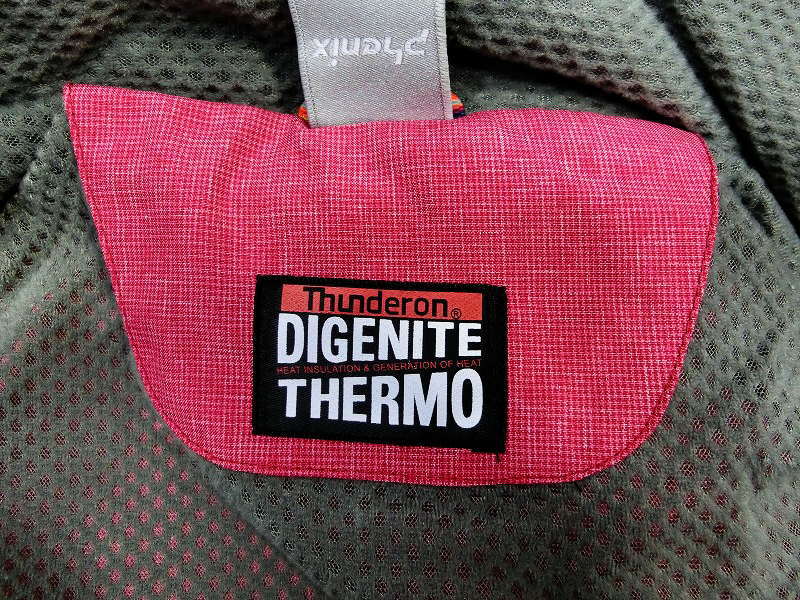 phenix
Thunderon®
DIGENITE
HEAT INSULATION & GENERATION OF HEAT
THERMO